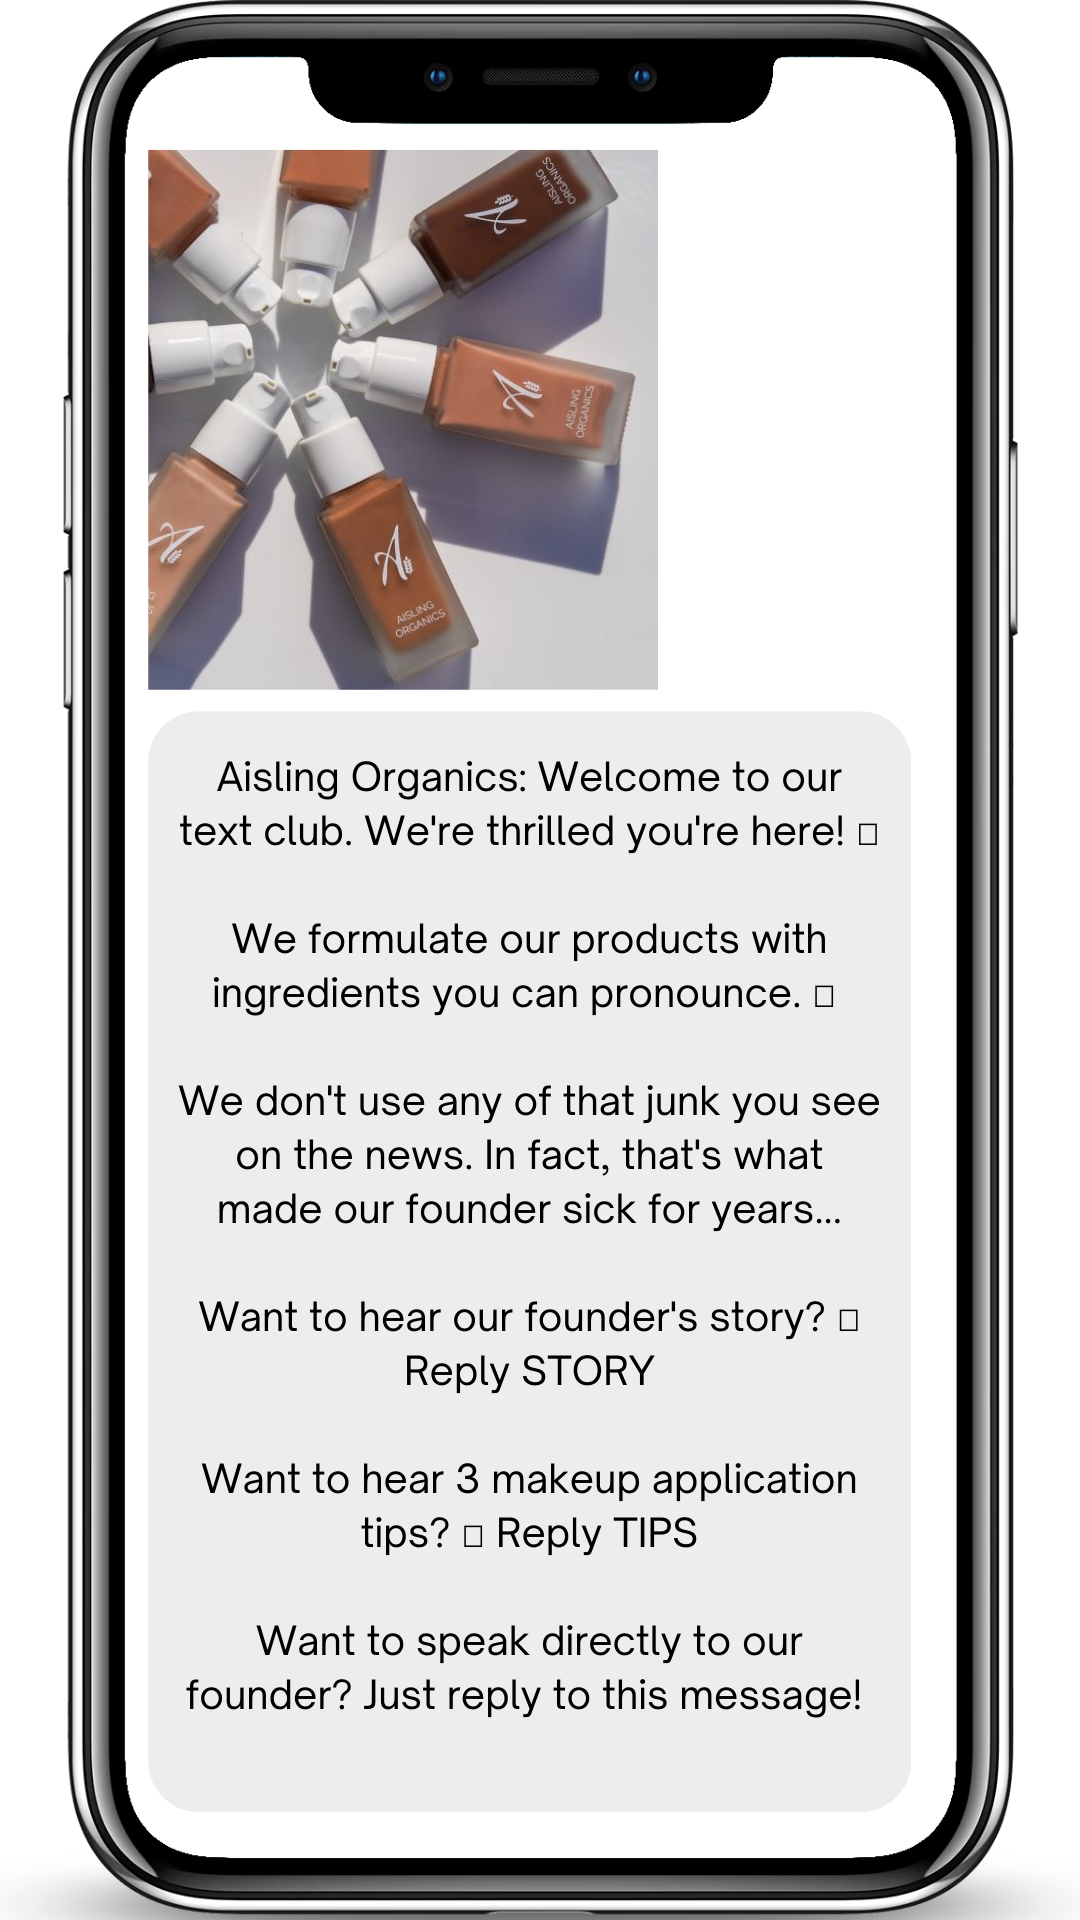 AISLING
ORGANICS
AISLING
ORGANICS
AISLING
ORGANICS
Aisling Organics: Welcome to our
text club. We're thrilled you're here! □
We formulate our products with
ingredients you can pronounce. □
We don't use any of that junk you see
on the news. In fact, that's what
made our founder sick for years...
Want to hear our founder's story? □
Reply STORY
Want to hear 3 makeup application
tips? □ Reply TIPS
Want to speak directly to our
founder? Just reply to this message!